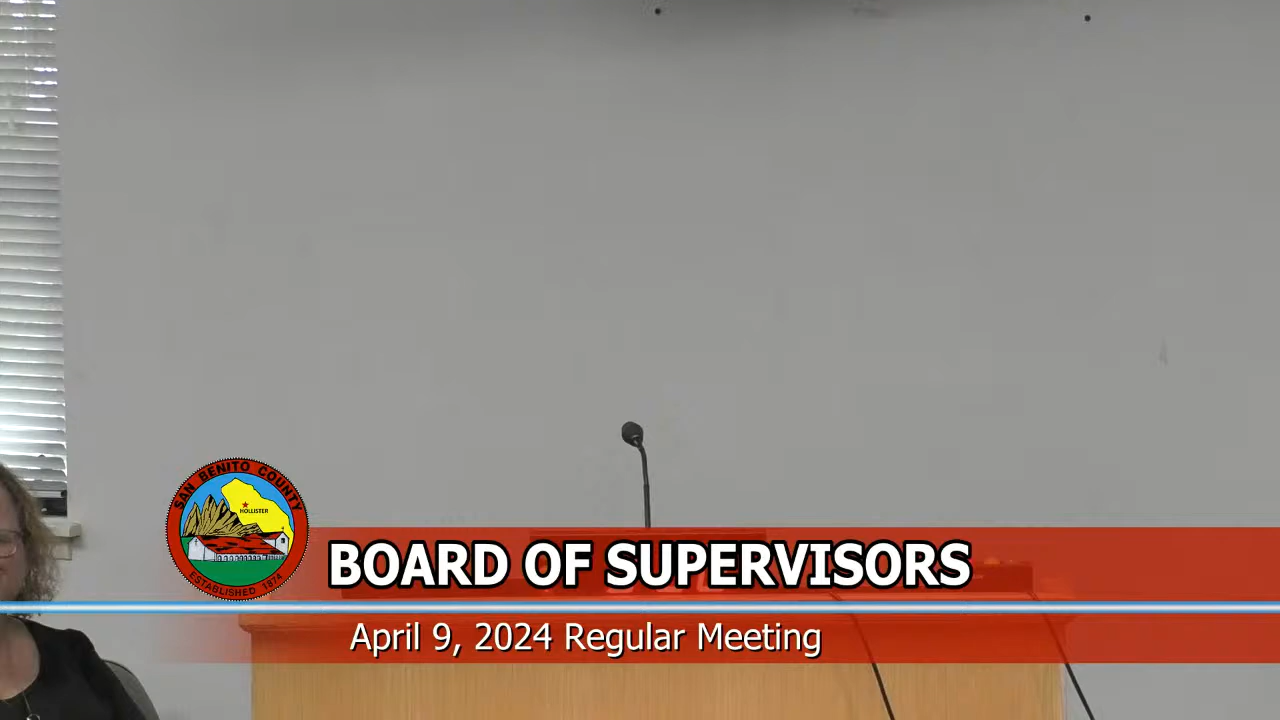 SAN BENITO COUNTY
HOLLISTER
ESTABLISHED 1874
BOARD OF SUPERVISORS
April 9, 2024 Regular Meeting